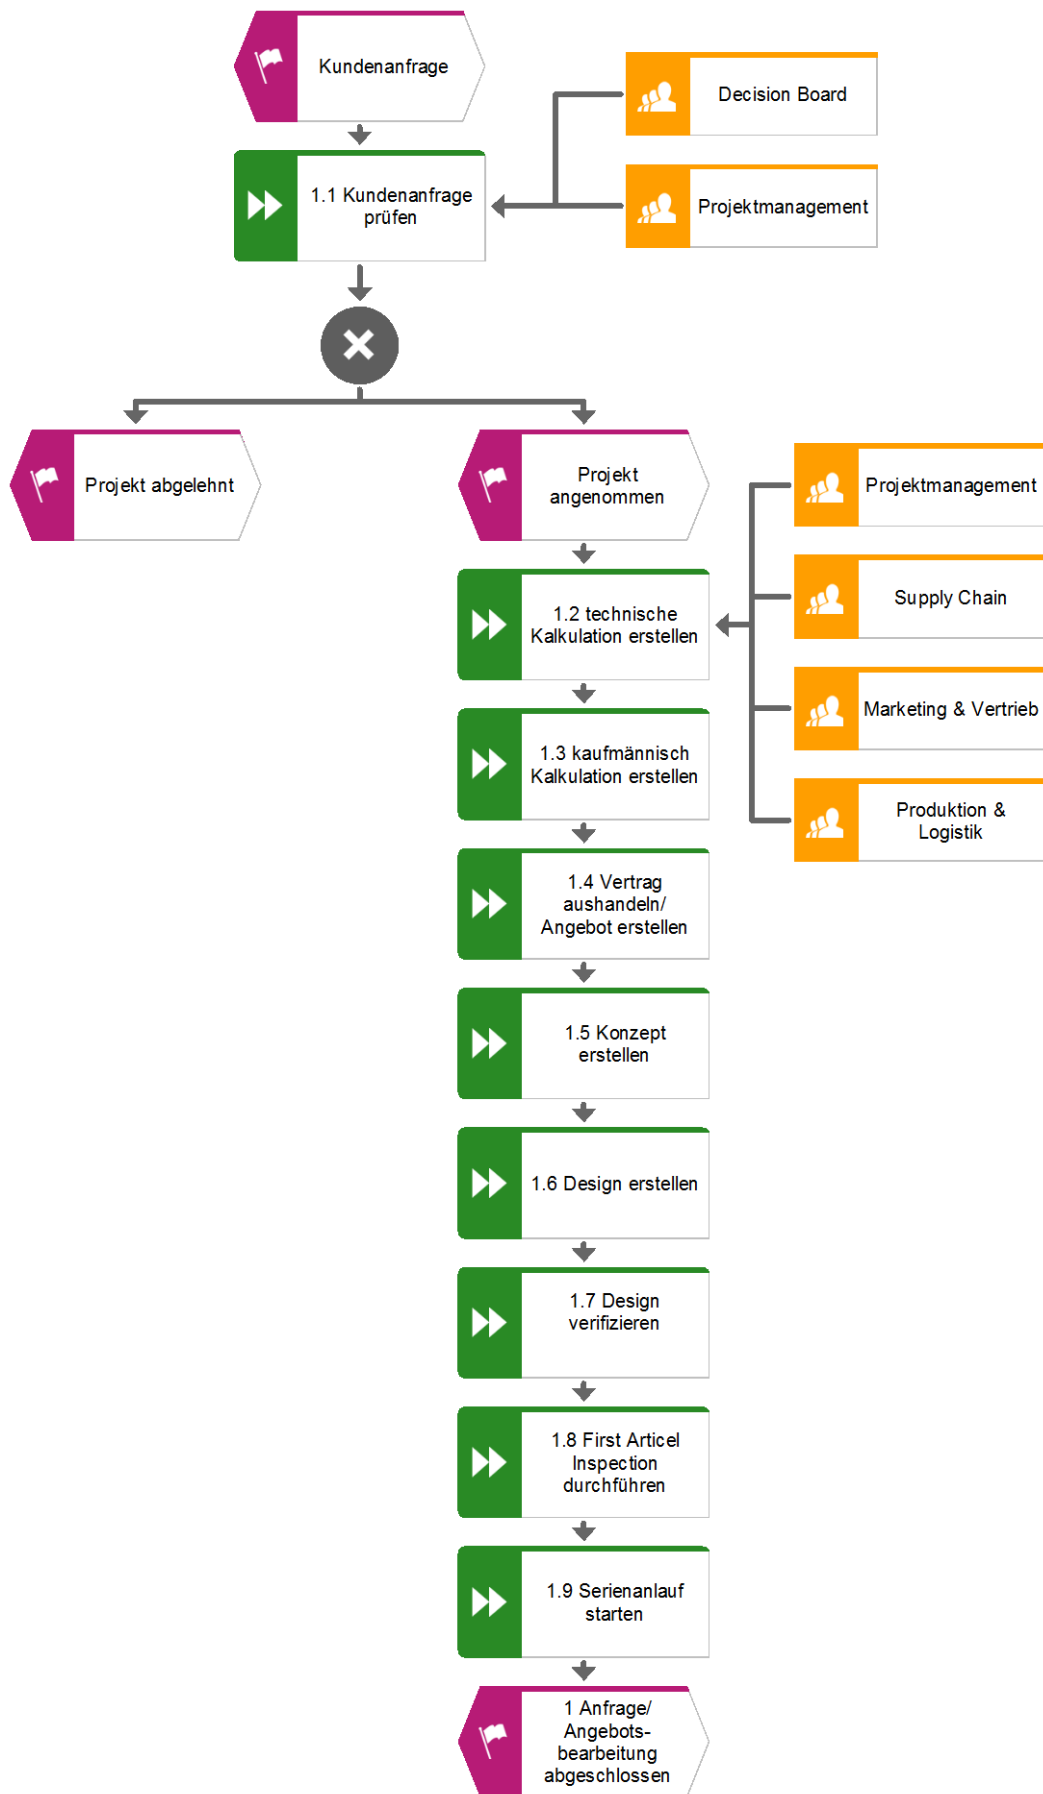 Kundenanfrage
Decision Board
1.1 Kundenanfrage
prüfen
Projektmanagement
Projekt abgelehnt
Projekt
angenommen
Projektmanagement
1.2 technische
Kalkulation erstellen
Supply Chain
Marketing & Vertrieb
1.3 kaufmännisch
Kalkulation erstellen
Produktion &
Logistik
1.4 Vertrag
aushandeln/
Angebot erstellen
1.5 Konzept
erstellen
1.6 Design erstellen
1.7 Design
verifizieren
1.8 First Articel
Inspection
durchführen
1.9 Serienanlauf
starten
1 Anfrage/
Angebots-
bearbeitung
abgeschlossen